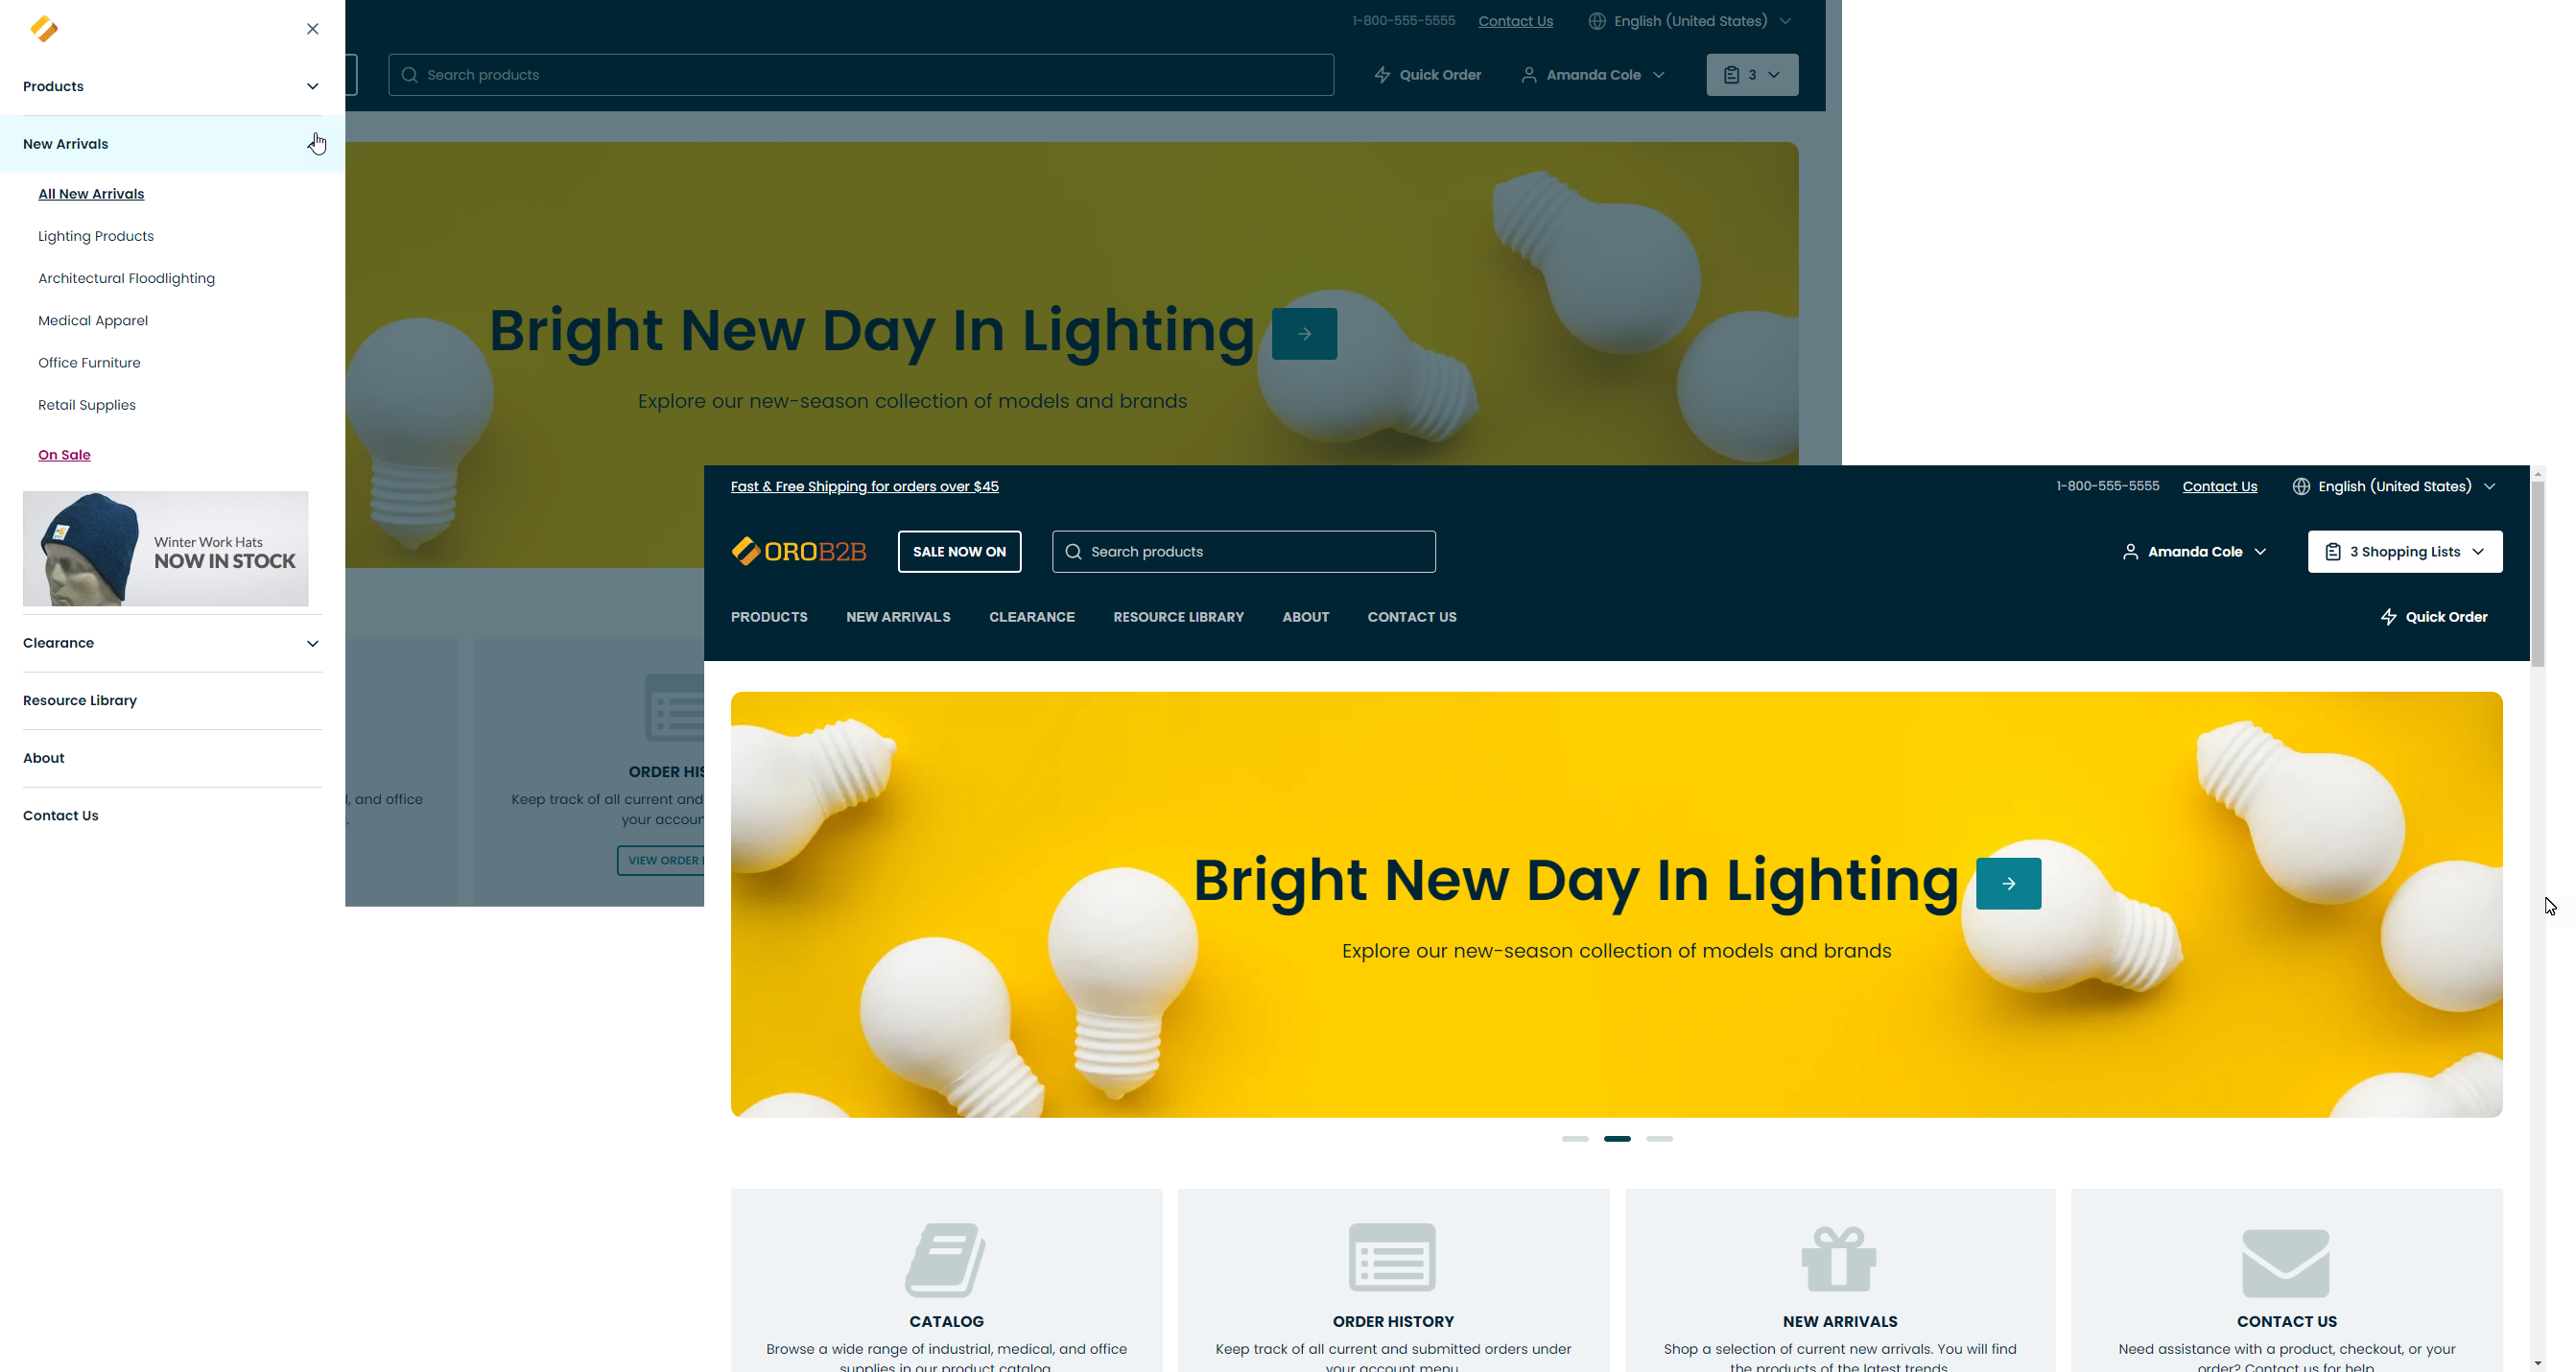 Products
New Arrivals
All New Arrivals
Lighting Products
Architectural Floodlighting
Medical Apparel
Office Furniture
Retail Supplies
On Sale
Winter Work Hats
NOW IN STOCK
Clearance
Resource Library
About
Contact Us
1-800-555-5555 Contact Us English (United States)
Search products Quick Order Amanda Cole 3
Bright New Day In Lighting
Explore our new-season collection of models and brands
, and office
ORDER HIS
Keep track of all current and
your accoun
VIEW ORDER
Fast & Free Shipping for orders over $45 1-800-555-5555 Contact Us English (United States)
OROB2B SALE NOW ON Search products Amanda Cole 3 Shopping Lists
PRODUCTS NEW ARRIVALS CLEARANCE RESOURCE LIBRARY ABOUT CONTACT US Quick Order
Bright New Day In Lighting
Explore our new-season collection of models and brands
CATALOG
Browse a wide range of industrial, medical, and office
supplies in our product catalog
ORDER HISTORY
Keep track of all current and submitted orders under
your account menu
NEW ARRIVALS
Shop a selection of current new arrivals. You will find
the products of the latest trends
CONTACT US
Need assistance with a product, checkout, or your
order? Contact us for help